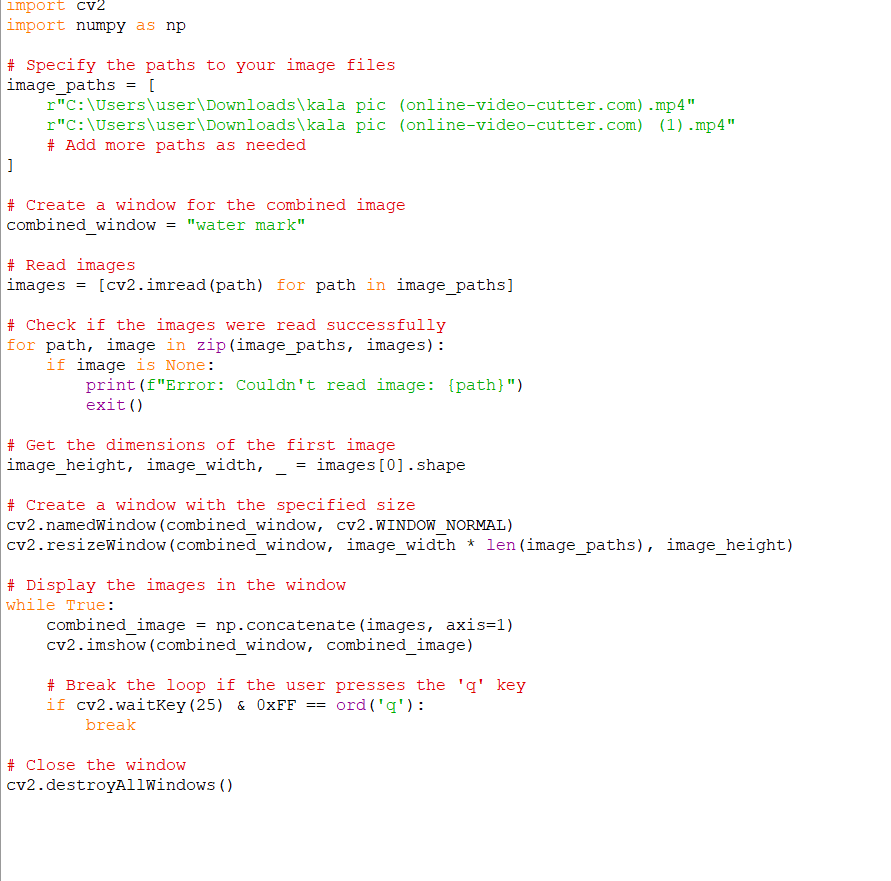 import cv2
import numpy as np
# Specify the paths to your image files
image_paths = [
    r"C:\Users\user\Downloads\kala pic (online-video-cutter.com).mp4"
    r"C:\Users\user\Downloads\kala pic (online-video-cutter.com) (1).mp4"
    # Add more paths as needed
]
# Create a window for the combined image
combined_window = "water mark"
# Read images
images = [cv2.imread(path) for path in image_paths]
# Check if the images were read successfully
for path, image in zip(image_paths, images):
    if image is None:
        print(f"Error: Couldn't read image: {path}")
        exit()
# Get the dimensions of the first image
image_height, image_width, _ = images[0].shape
# Create a window with the specified size
cv2.namedWindow(combined_window, cv2.WINDOW_NORMAL)
cv2.resizeWindow(combined_window, image_width * len(image_paths), image_height)
# Display the images in the window
while True:
    combined_image = np.concatenate(images, axis=1)
    cv2.imshow(combined_window, combined_image)
    # Break the loop if the user presses the 'q' key
    if cv2.waitKey(25) & 0xFF == ord('q'):
        break
# Close the window
cv2.destroyAllWindows()